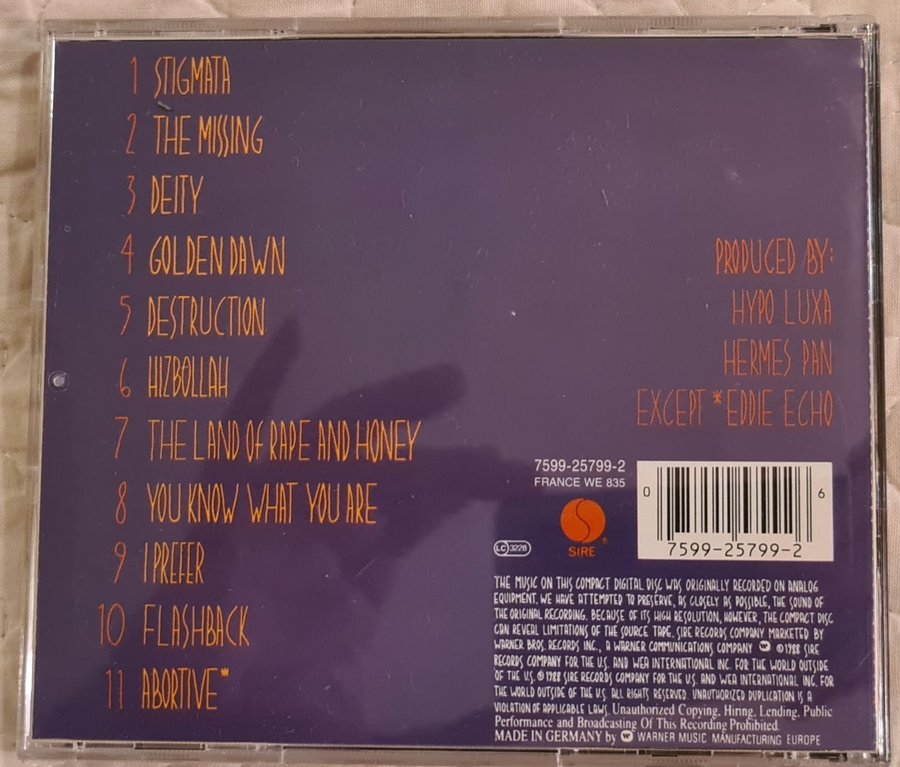 1 STIGMATA
2 THE MISSING
3 DEITY
4 GOLDEN DAWN
5 DESTRUCTION
6 HIZBOLLAH
7 THE LAND OF RAPE AND HONEY
8 YOU KNOW WHAT YOU ARE
9 I PREFER
10 FLASHBACK
11 ABORTIVE*
PRODUCED BY:
HYPO LUXA
HERMES PAN
EXCEPT *EDDIE ECHO
7599-25799-2
FRANCE WE 835
LC 3228
SIRE
0 6
7599-25799-2
THE MUSIC ON THIS COMPACT DIGITAL DISC WAS ORIGINALLY RECORDED ON ANALOG
EQUIPMENT. WE HAVE ATTEMPTED TO PRESERVE, AS CLOSELY AS POSSIBLE, THE SOUND OF
THE ORIGINAL RECORDING. BECAUSE OF ITS HIGH RESOLUTION, HOWEVER, THE COMPACT DISC
CAN REVEAL LIMITATIONS OF THE SOURCE TAPE. SIRE RECORDS COMPANY MARKETED BY
WARNER BROS. RECORDS INC., A WARNER COMMUNICATIONS COMPANY © 1988 SIRE
RECORDS COMPANY FOR THE U.S. AND WEA INTERNATIONAL INC. FOR THE WORLD OUTSIDE
OF THE U.S. ℗ 1988 SIRE RECORDS COMPANY FOR THE U.S. AND WEA INTERNATIONAL INC. FOR
THE WORLD OUTSIDE OF THE U.S. ALL RIGHTS RESERVED. UNAUTHORIZED DUPLICATION IS A
VIOLATION OF APPLICABLE LAWS. Unauthorized Copying, Hiring, Lending, Public
Performance and Broadcasting Of This Recording Prohibited.
MADE IN GERMANY by WARNER MUSIC MANUFACTURING EUROPE